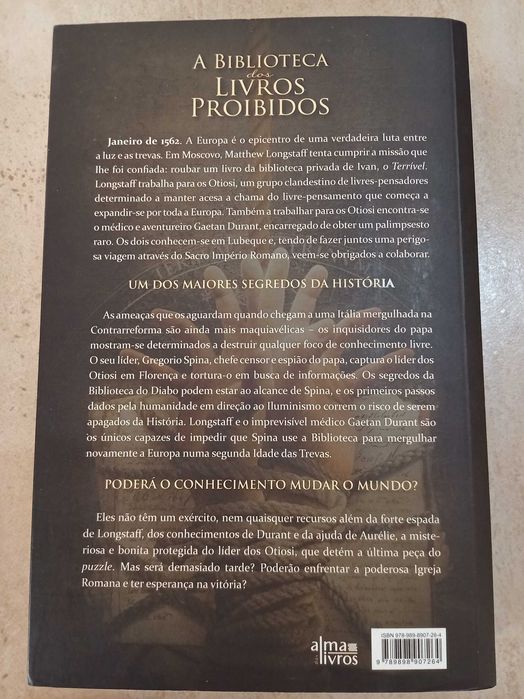 A BIBLIOTECA
dos
LIVROS
PROIBIDOS
Janeiro de 1562. A Europa é o epicentro de uma verdadeira luta entre
a luz e as trevas. Em Moscovo, Matthew Longstaff tenta cumprir a missão que
lhe foi confiada: roubar um livro da biblioteca privada de Ivan, o Terrível.
Longstaff trabalha para os Otiosi, um grupo clandestino de livres-pensadores
determinado a manter acesa a chama do livre-pensamento que começa a
expandir-se por toda a Europa. Também a trabalhar para os Otiosi encontra-se
o médico e aventureiro Gaetan Durant, encarregado de obter um palimpsesto
raro. Os dois conhecem-se em Lubeque e, tendo de fazer juntos uma perigo-
sa viagem através do Sacro Império Romano, veem-se obrigados a colaborar.
UM DOS MAIORES SEGREDOS DA HISTÓRIA
As ameaças que os aguardam quando chegam a uma Itália mergulhada na
Contrarreforma são ainda mais maquiavélicas – os inquisidores do papa
mostram-se determinados a destruir qualquer foco de conhecimento livre.
O seu líder, Gregorio Spina, chefe censor e espião do papa, captura o líder dos
Otiosi em Florença e tortura-o em busca de informações. Os segredos da
Biblioteca do Diabo podem estar ao alcance de Spina, e os primeiros passos
dados pela humanidade em direção ao Iluminismo correm o risco de serem
apagados da História. Longstaff e o imprevisível médico Gaetan Durant são
os únicos capazes de impedir que Spina use a Biblioteca para mergulhar
novamente a Europa numa segunda Idade das Trevas.
PODERÁ O CONHECIMENTO MUDAR O MUNDO?
Eles não têm um exército, nem quaisquer recursos além da forte espada
de Longstaff, dos conhecimentos de Durant e da ajuda de Aurélie, a miste-
riosa e bonita protegida do líder dos Otiosi, que detém a última peça do
puzzle. Mas será demasiado tarde? Poderão enfrentar a poderosa Igreja
Romana e ter esperança na vitória?
alma
dos
livros
ISBN 978-989-8907-26-4
9 789898 907264